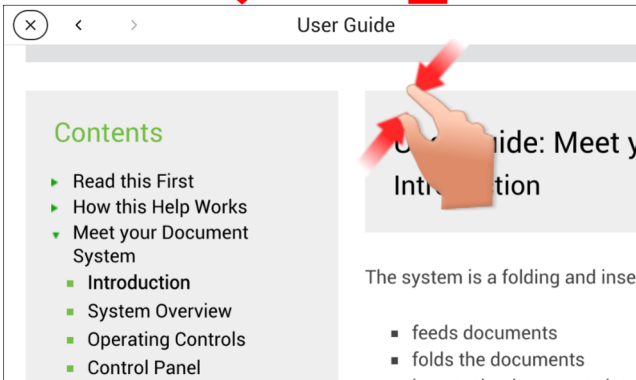 User Guide
Contents
Read this First
How this Help Works
Meet your Document
System
Introduction
System Overview
Operating Controls
Control Panel
ide: Meet y
Int tion
The system is a folding and inse
feeds documents
folds the documents